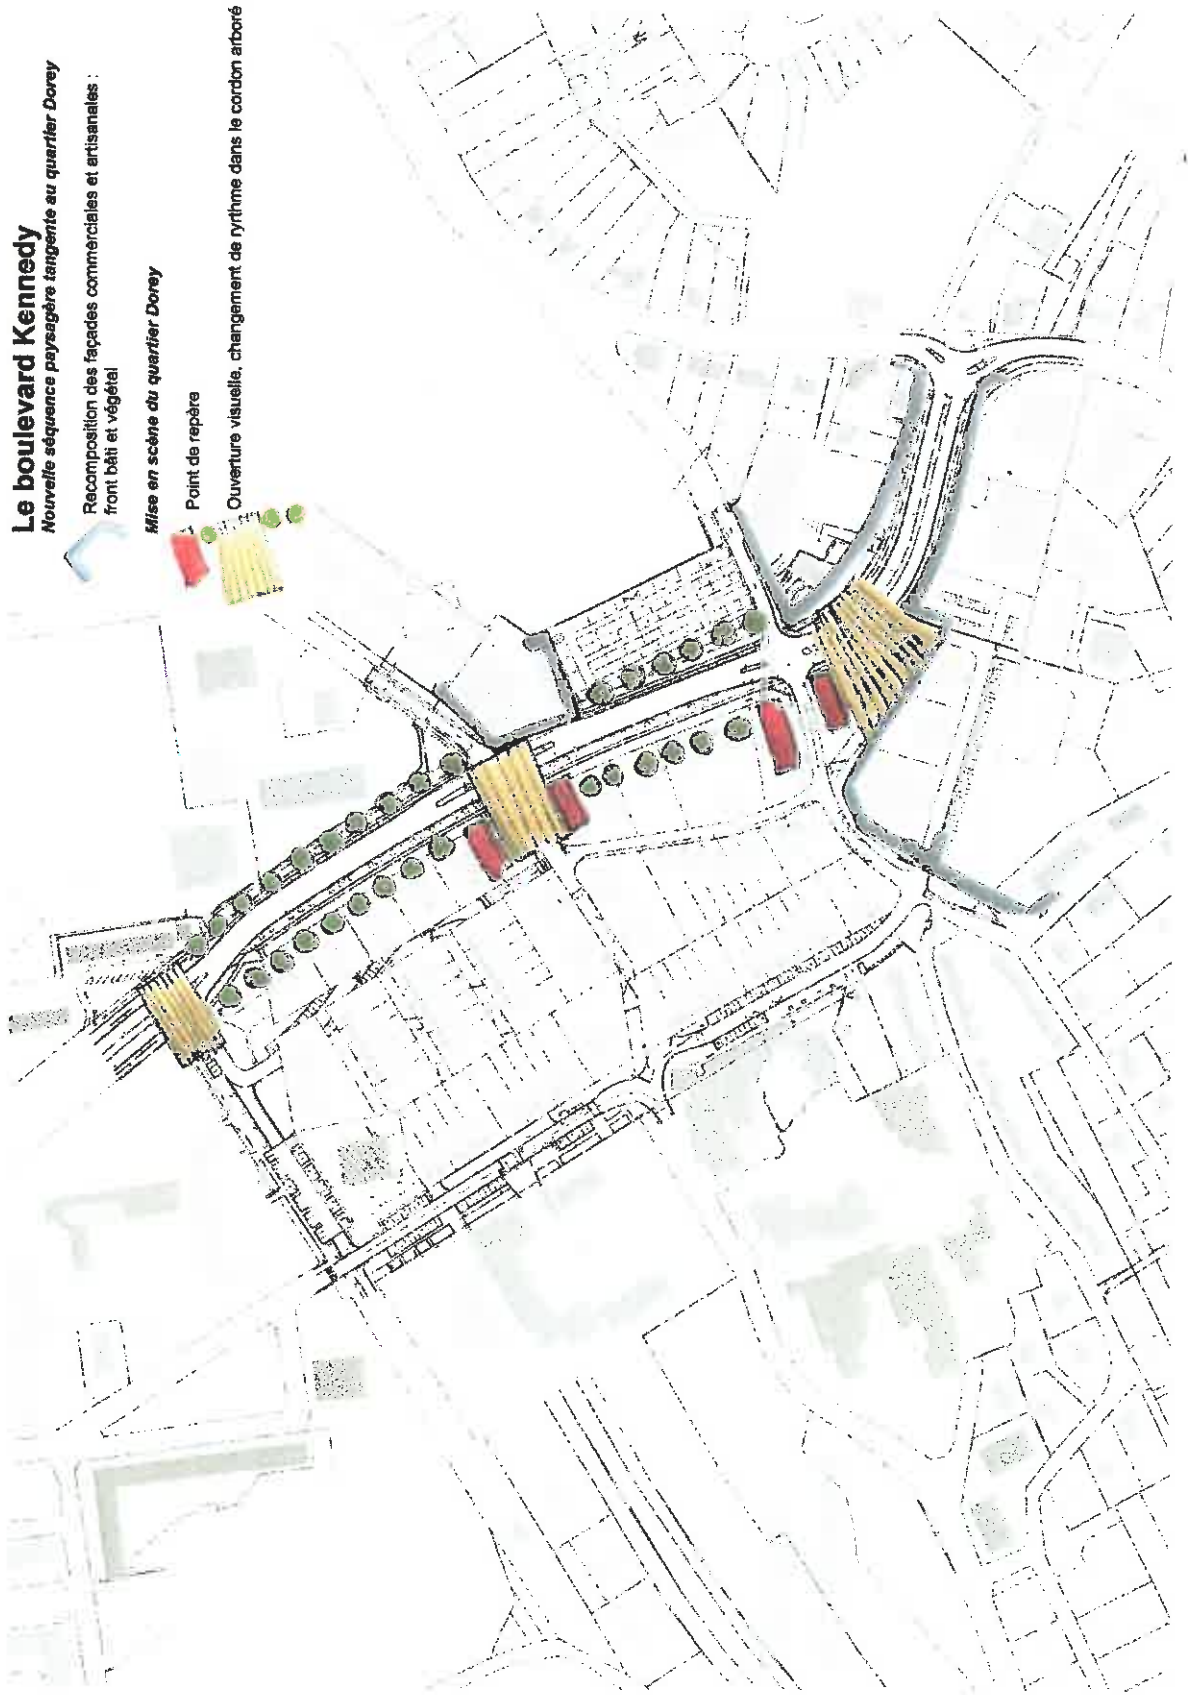 Le boulevard Kennedy
Nouvelle séquence paysagère tangente au quartier Dorey
Recomposition des façades commerciales et artisanales :
front bâti et végétal
Mise en scène du quartier Dorey
Point de repère
Ouverture visuelle, changement de ryrthme dans le cordon arboré